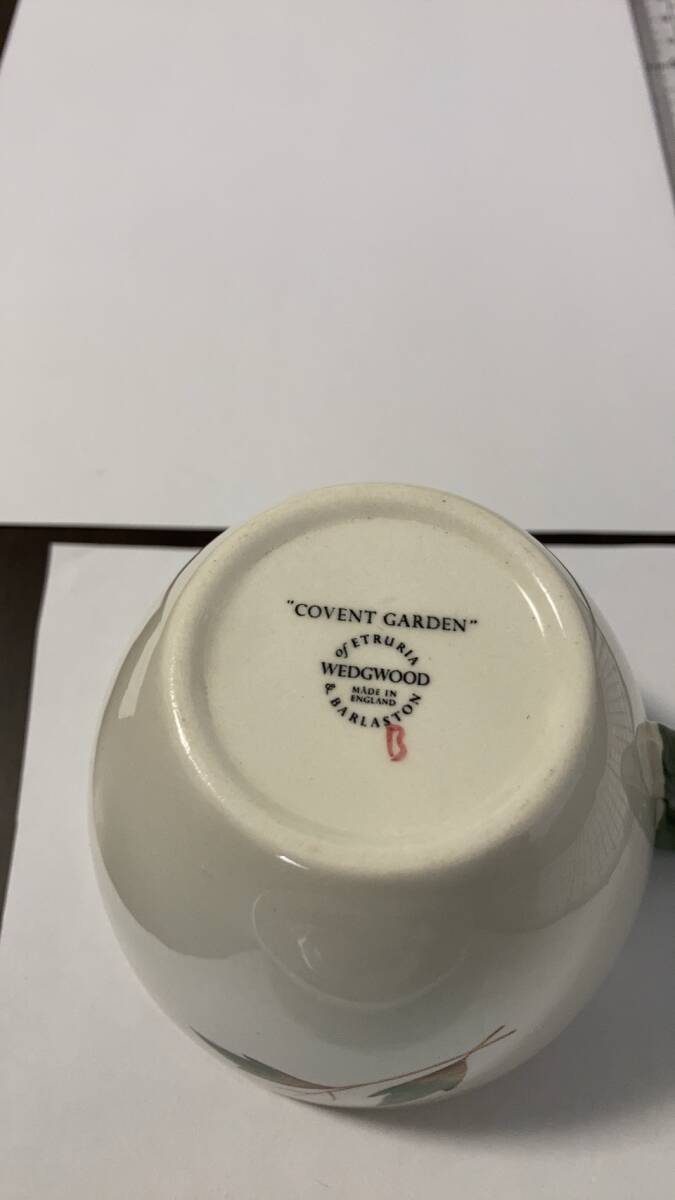 "COVENT GARDEN"
of ETRURIA
WEDGWOOD
MADE IN
ENGLAND
& BARLASTON
B